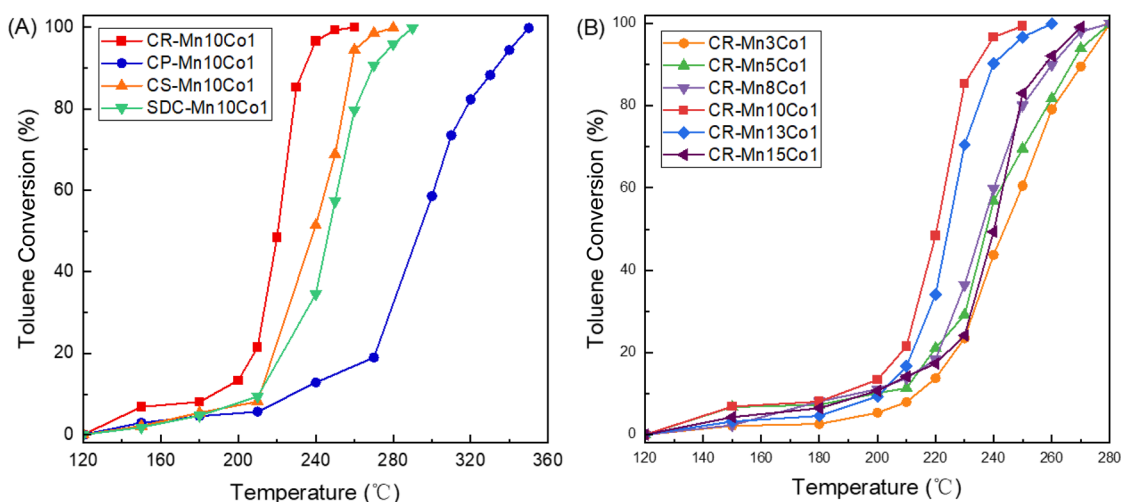 (A)
100
80
60
40
20
0
Toluene Conversion (%)
CR-Mn10Co1
CP-Mn10Co1
CS-Mn10Co1
SDC-Mn10Co1
120 160 200 240 280 320 360
Temperature (℃)
(B)
100
80
60
40
20
0
Toluene Conversion (%)
CR-Mn3Co1
CR-Mn5Co1
CR-Mn8Co1
CR-Mn10Co1
CR-Mn13Co1
CR-Mn15Co1
120 140 160 180 200 220 240 260 280
Temperature (℃)